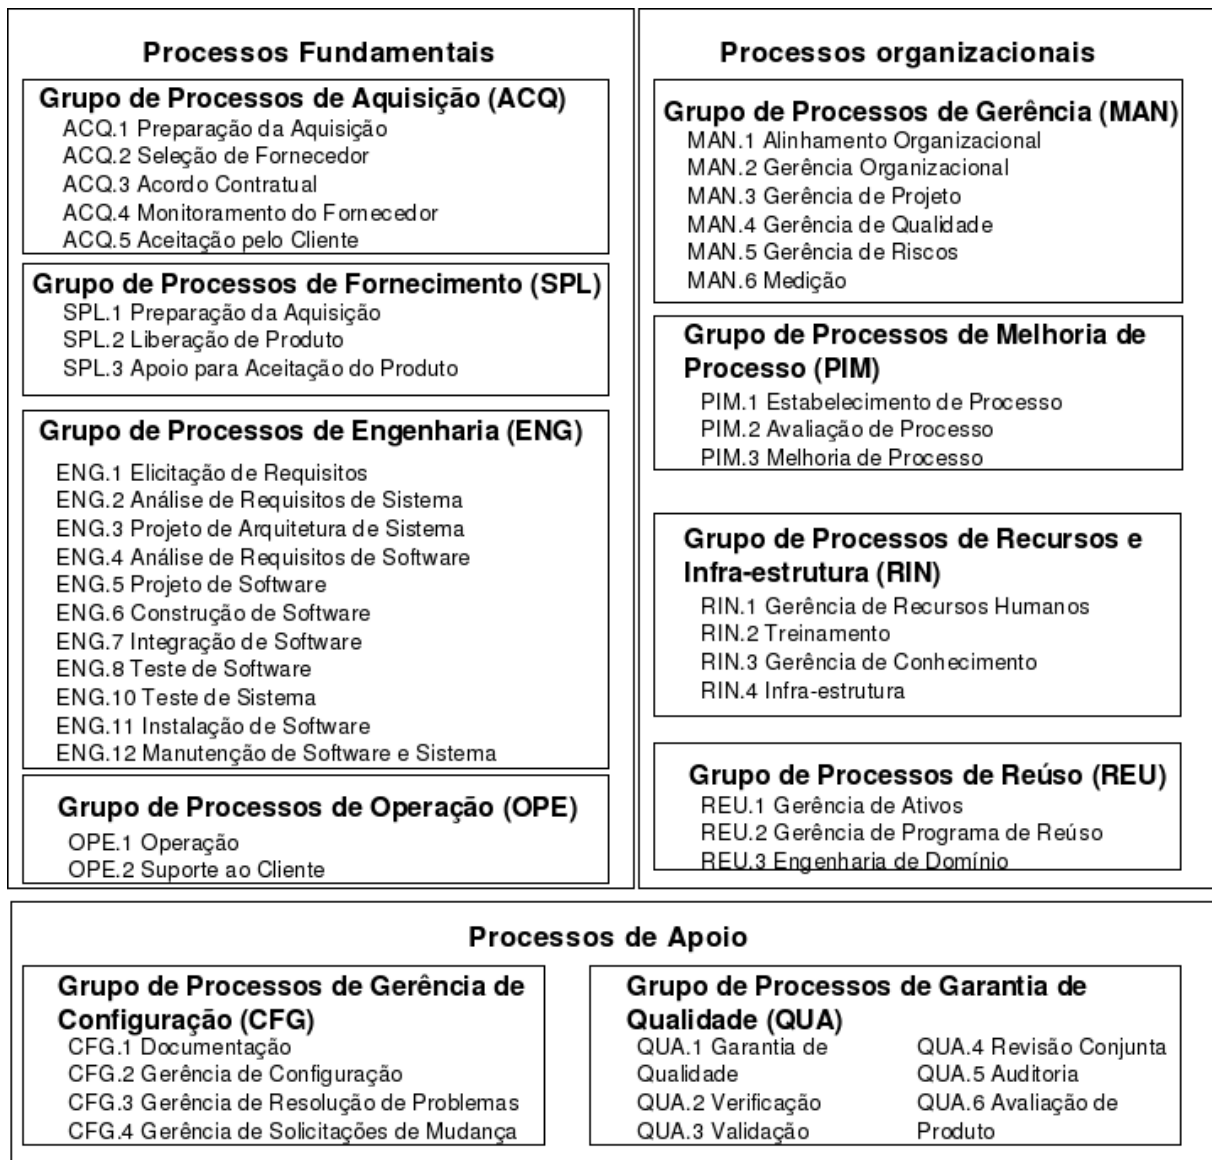 Processos Fundamentais
Grupo de Processos de Aquisição (ACQ)
ACQ.1 Preparação da Aquisição
ACQ.2 Seleção de Fornecedor
ACQ.3 Acordo Contratual
ACQ.4 Monitoramento do Fornecedor
ACQ.5 Aceitação pelo Cliente
Grupo de Processos de Fornecimento (SPL)
SPL.1 Preparação da Aquisição
SPL.2 Liberação de Produto
SPL.3 Apoio para Aceitação do Produto
Grupo de Processos de Engenharia (ENG)
ENG.1 Elicitação de Requisitos
ENG.2 Análise de Requisitos de Sistema
ENG.3 Projeto de Arquitetura de Sistema
ENG.4 Análise de Requisitos de Software
ENG.5 Projeto de Software
ENG.6 Construção de Software
ENG.7 Integração de Software
ENG.8 Teste de Software
ENG.10 Teste de Sistema
ENG.11 Instalação de Software
ENG.12 Manutenção de Software e Sistema
Grupo de Processos de Operação (OPE)
OPE.1 Operação
OPE.2 Suporte ao Cliente
Processos organizacionais
Grupo de Processos de Gerência (MAN)
MAN.1 Alinhamento Organizacional
MAN.2 Gerência Organizacional
MAN.3 Gerência de Projeto
MAN.4 Gerência de Qualidade
MAN.5 Gerência de Riscos
MAN.6 Medição
Grupo de Processos de Melhoria de
Processo (PIM)
PIM.1 Estabelecimento de Processo
PIM.2 Avaliação de Processo
PIM.3 Melhoria de Processo
Grupo de Processos de Recursos e
Infra-estrutura (RIN)
RIN.1 Gerência de Recursos Humanos
RIN.2 Treinamento
RIN.3 Gerência de Conhecimento
RIN.4 Infra-estrutura
Grupo de Processos de Reúso (REU)
REU.1 Gerência de Ativos
REU.2 Gerência de Programa de Reúso
REU.3 Engenharia de Domínio
Processos de Apoio
Grupo de Processos de Gerência de
Configuração (CFG)
CFG.1 Documentação
CFG.2 Gerência de Configuração
CFG.3 Gerência de Resolução de Problemas
CFG.4 Gerência de Solicitações de Mudança
Grupo de Processos de Garantia de
Qualidade (QUA)
QUA.1 Garantia de
Qualidade
QUA.2 Verificação
QUA.3 Validação
QUA.4 Revisão Conjunta
QUA.5 Auditoria
QUA.6 Avaliação de
Produto